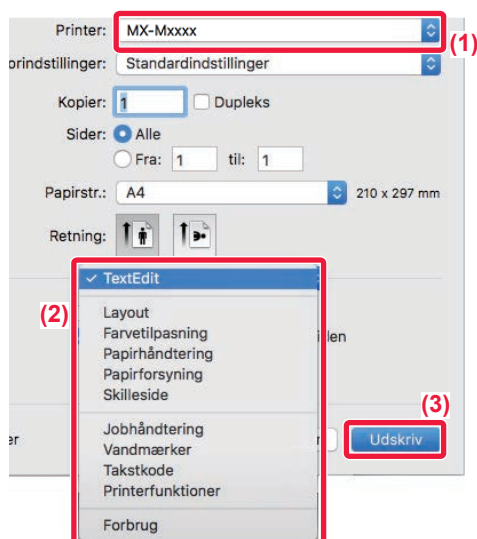 Printer: MX-Mxxxx
(1)
orindstillinger: Standardindstillinger
Kopier: 1 Dupleks
Sider: Alle
Fra: 1 til: 1
Papirstr.: A4 210 x 297 mm
Retning:
✓ TextEdit
(2)
Layout
Farvetilpasning
Papirhåndtering
Papirforsyning
Skilleside
(3)
Jobhåndtering
er Udskriv
Vandmærker
Takstkode
Printerfunktioner
Forbrug